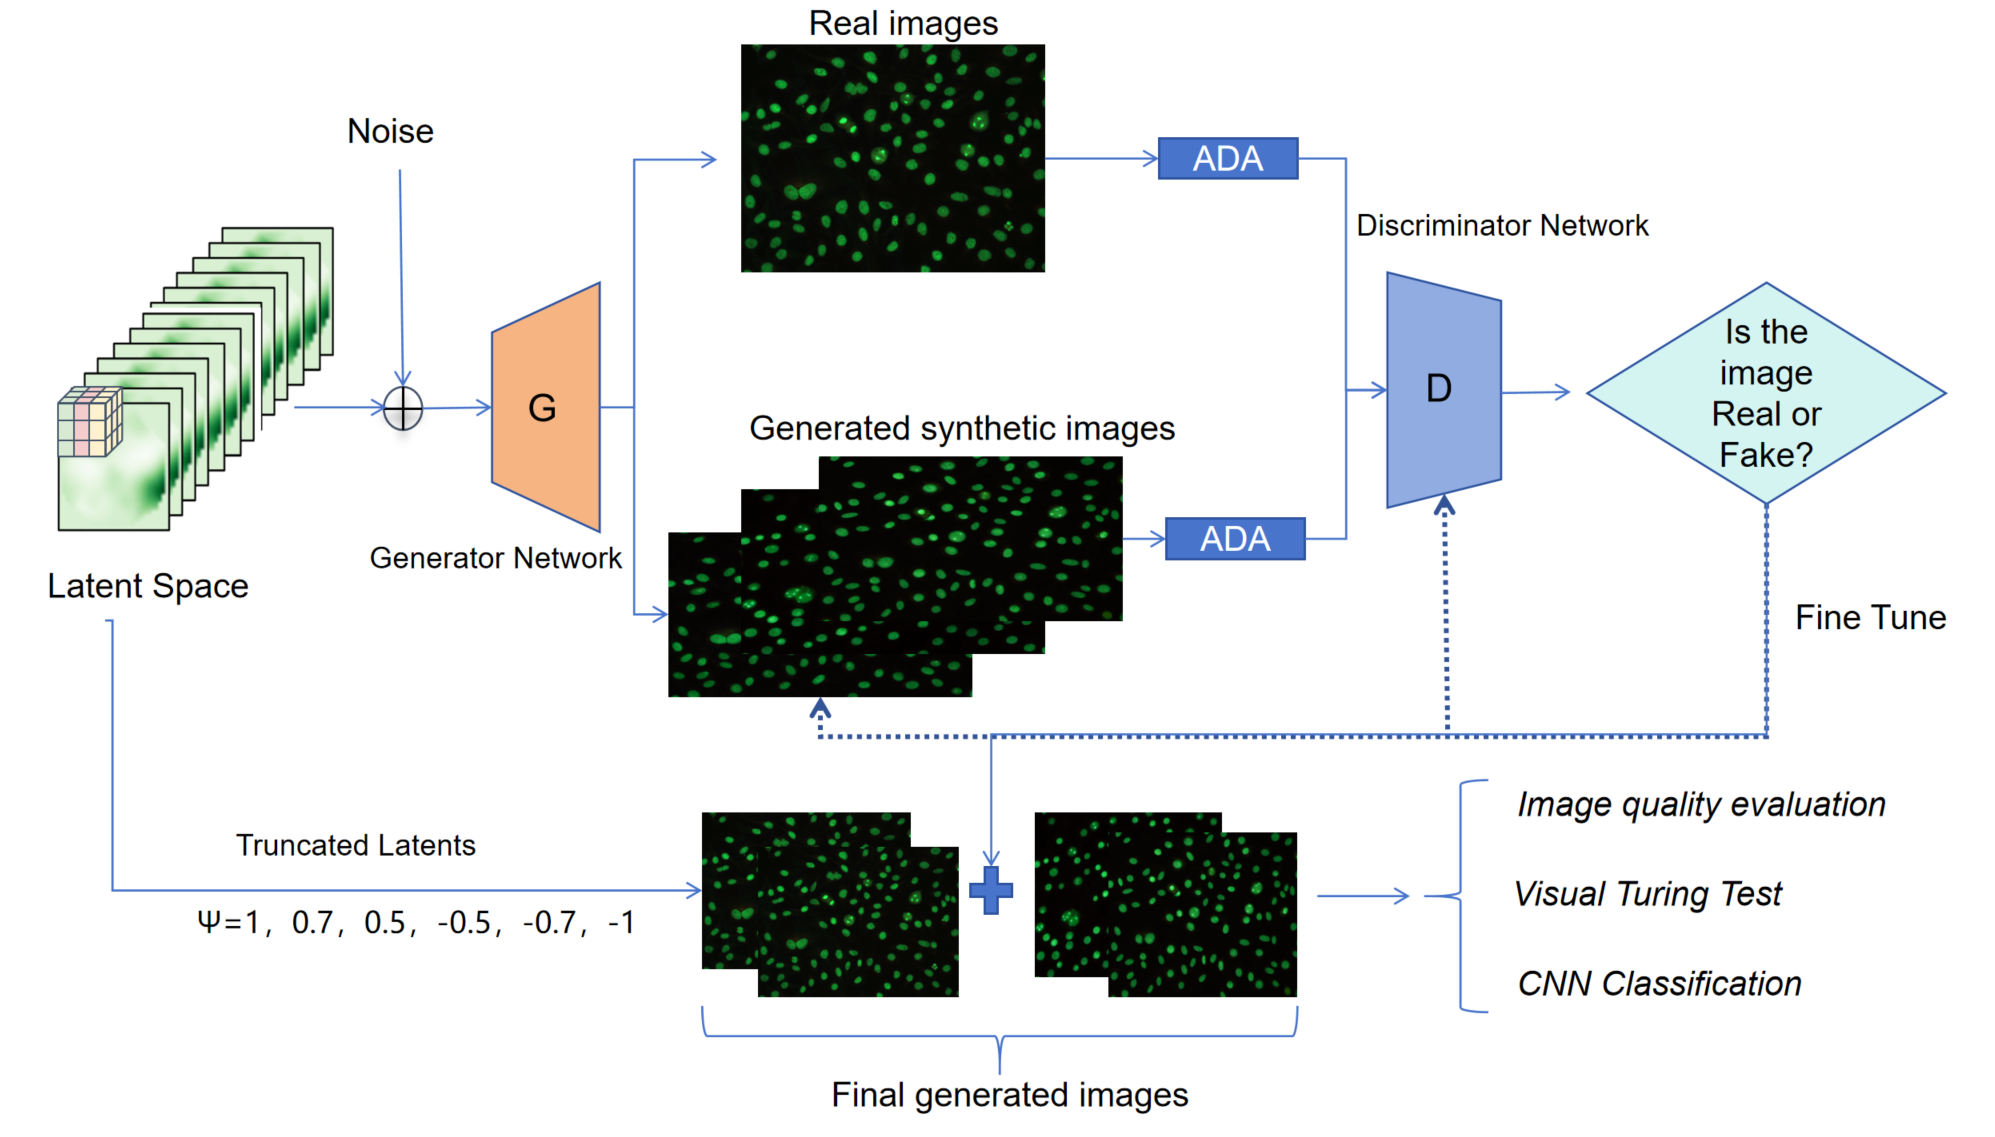 Real images
Noise
ADA
Discriminator Network
Is the
image
Real or
Fake?
G
D
Generated synthetic images
ADA
Generator Network
Latent Space
Fine Tune
Truncated Latents
Ψ=1, 0.7, 0.5, -0.5, -0.7, -1
Image quality evaluation
Visual Turing Test
CNN Classification
Final generated images